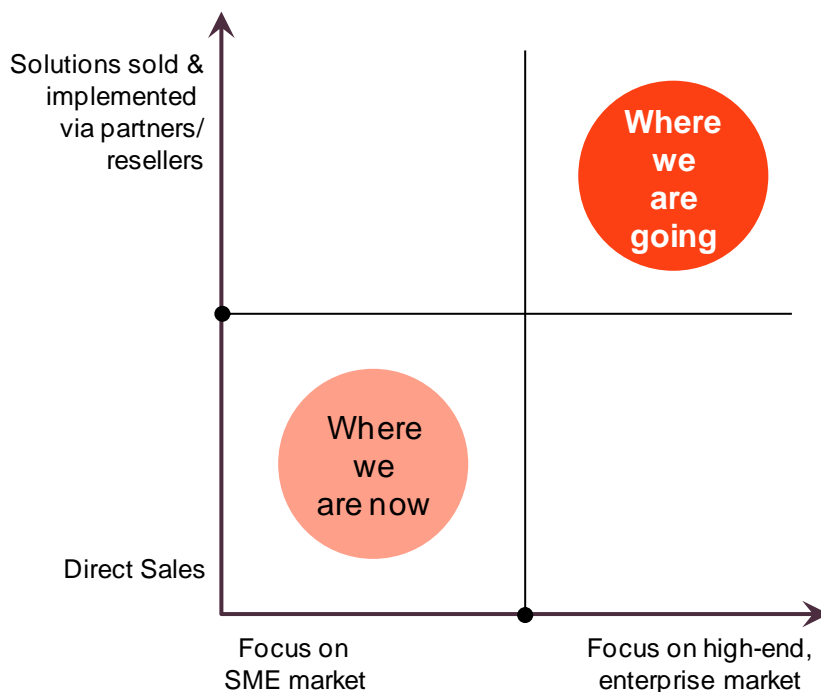 Solutions sold &
implemented
via partners/
resellers
Where
we
are
going
Where
we
are now
Direct Sales
Focus on
SME market
Focus on high-end,
enterprise market